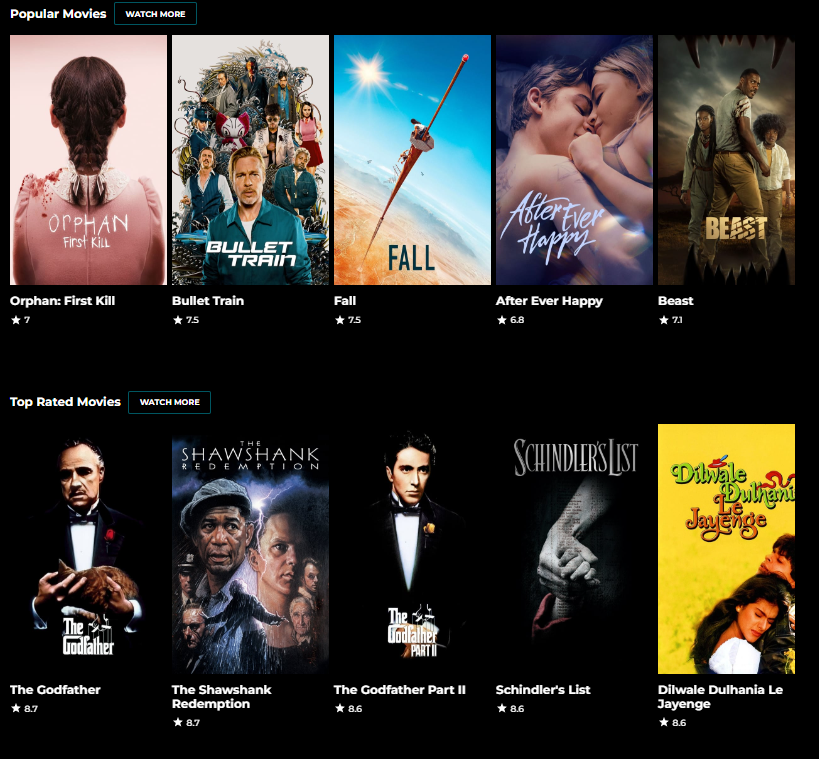 Popular Movies WATCH MORE
ORPHAN
First Kill
BULLET
TRAIN
FALL
After Ever
Happy
BEAST
Orphan: First Kill
Bullet Train
Fall
After Ever Happy
Beast
7
7.5
7.5
6.8
7.1
Top Rated Movies WATCH MORE
The
Godfather
THE
SHAWSHANK
REDEMPTION
The
Godfather
PART II
SCHINDLER'S LIST
Dilwale
Dulhani
Le
Jayenge
The Godfather
The Shawshank
Redemption
The Godfather Part II
Schindler's List
Dilwale Dulhania Le
Jayenge
8.7
8.7
8.6
8.6
8.6